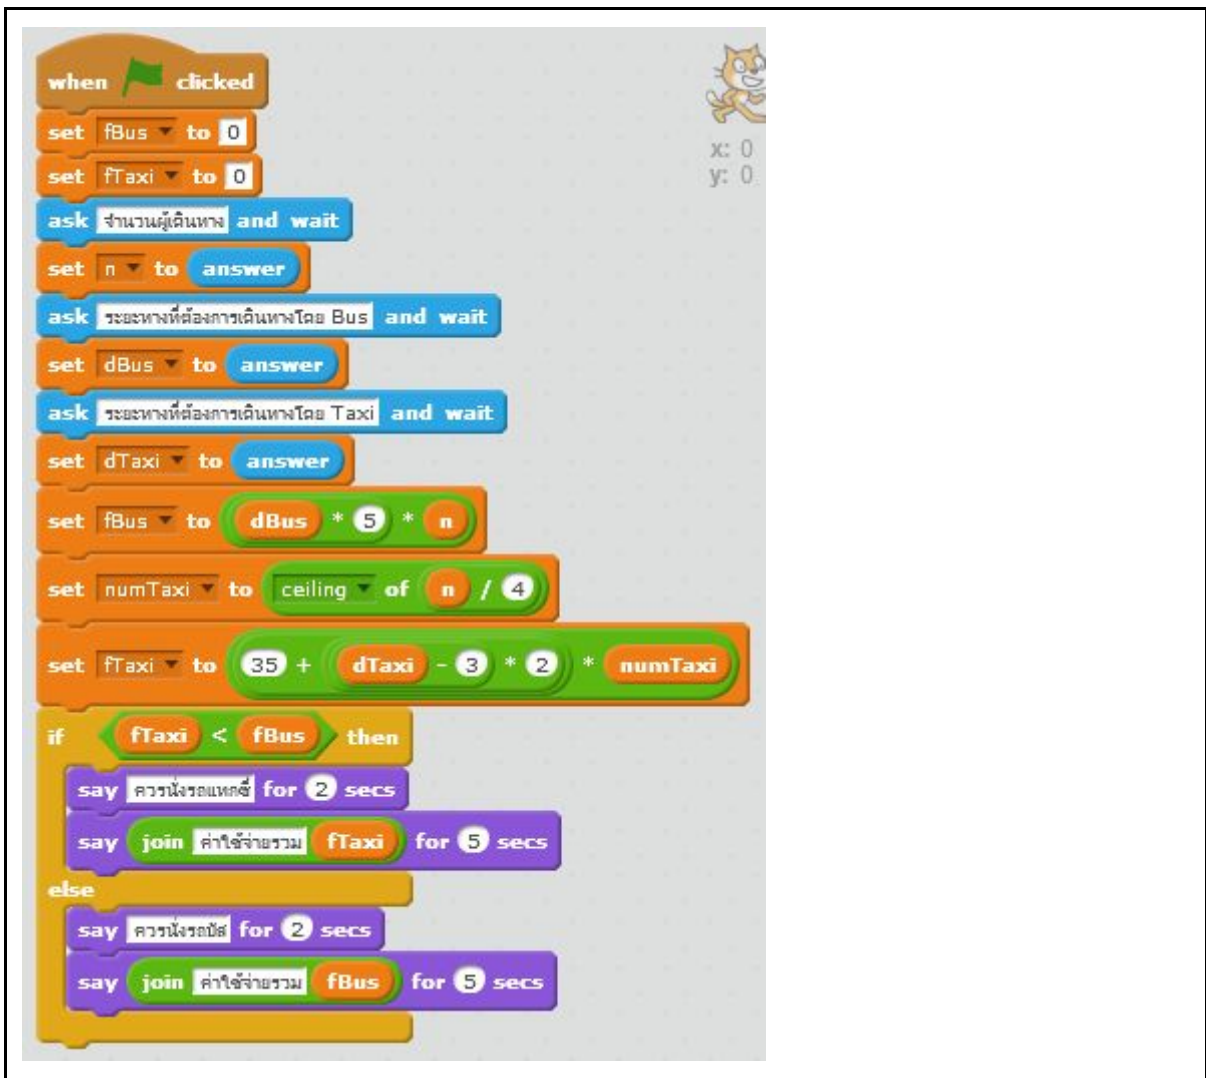 when clicked
set fBus to 0
set fTaxi to 0
ask จำนวนผู้เดินทาง and wait
set n to answer
ask ระยะทางที่ต้องการเดินทางโดย Bus and wait
set dBus to answer
ask ระยะทางที่ต้องการเดินทางโดย Taxi and wait
set dTaxi to answer
set fBus to dBus * 5 * n
set numTaxi to ceiling of n / 4
set fTaxi to 35 + dTaxi - 3 * 2 * numTaxi
if fTaxi < fBus then
say ควรนั่งรถแทกซี่ for 2 secs
say join ค่าใช้จ่ายรวม fTaxi for 5 secs
else
say ควรนั่งรถบัส for 2 secs
say join ค่าใช้จ่ายรวม fBus for 5 secs
x: 0
y: 0